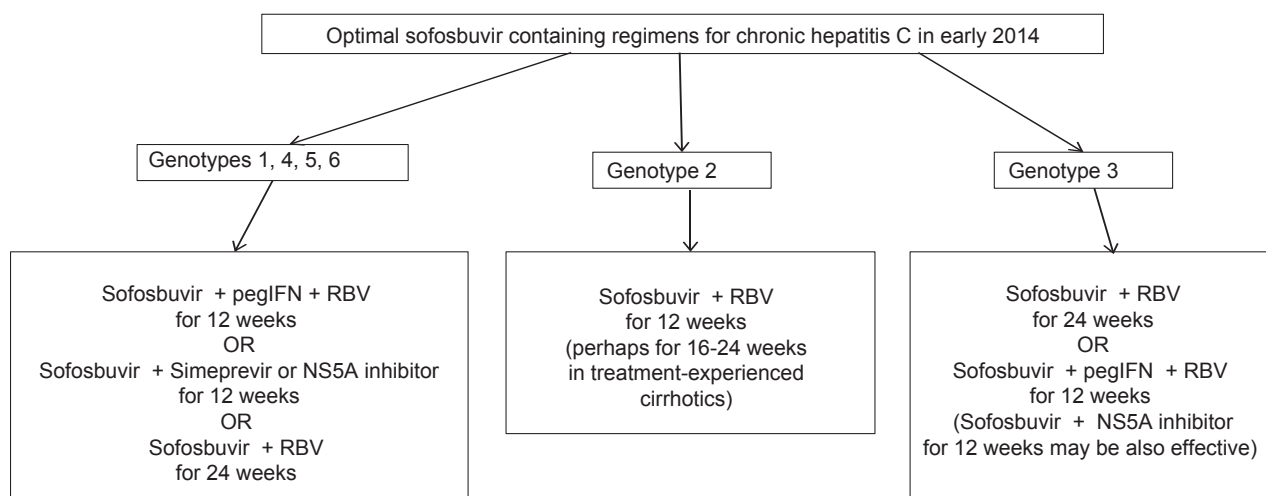 Optimal sofosbuvir containing regimens for chronic hepatitis C in early 2014
Genotypes 1, 4, 5, 6
Sofosbuvir + pegIFN + RBV
for 12 weeks
OR
Sofosbuvir + Simeprevir or NS5A inhibitor
for 12 weeks
OR
Sofosbuvir + RBV
for 24 weeks
Genotype 2
Sofosbuvir + RBV
for 12 weeks
(perhaps for 16-24 weeks
in treatment-experienced
cirrhotics)
Genotype 3
Sofosbuvir + RBV
for 24 weeks
OR
Sofosbuvir + pegIFN + RBV
for 12 weeks
(Sofosbuvir + NS5A inhibitor
for 12 weeks may be also effective)